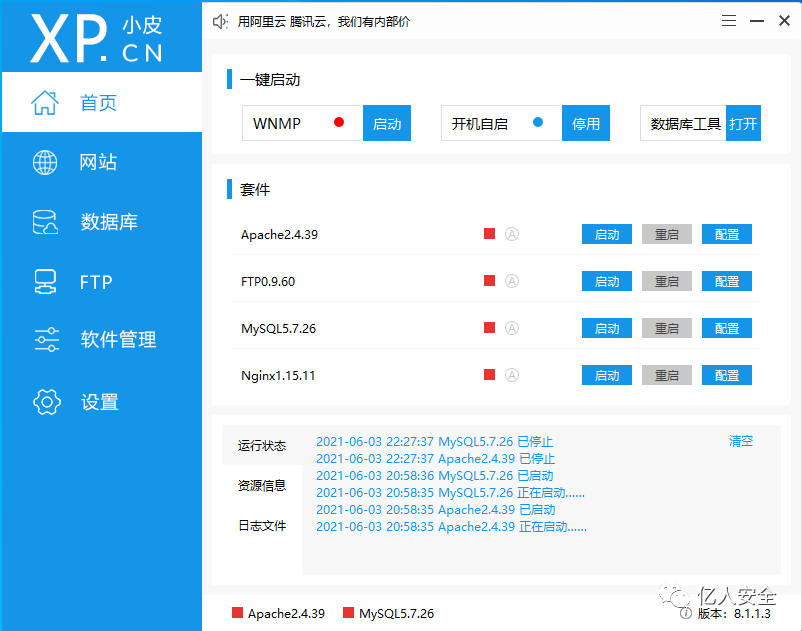 XP.CN 小皮
用阿里云 腾讯云，我们有内部价
首页
网站
数据库
FTP
软件管理
设置
一键启动
WNMP 启动 开机自启 停用 数据库工具 打开
套件
Apache2.4.39 Ⓐ 启动 重启 配置
FTP0.9.60 Ⓐ 启动 重启 配置
MySQL5.7.26 Ⓐ 启动 重启 配置
Nginx1.15.11 Ⓐ 启动 重启 配置
运行状态
资源信息
日志文件
2021-06-03 22:27:37 MySQL5.7.26 已停止
2021-06-03 22:27:37 Apache2.4.39 已停止
2021-06-03 20:58:36 MySQL5.7.26 已启动
2021-06-03 20:58:35 MySQL5.7.26 正在启动......
2021-06-03 20:58:35 Apache2.4.39 已启动
2021-06-03 20:58:35 Apache2.4.39 正在启动......
清空
亿人安全
Apache2.4.39 MySQL5.7.26 版本：8.1.1.3